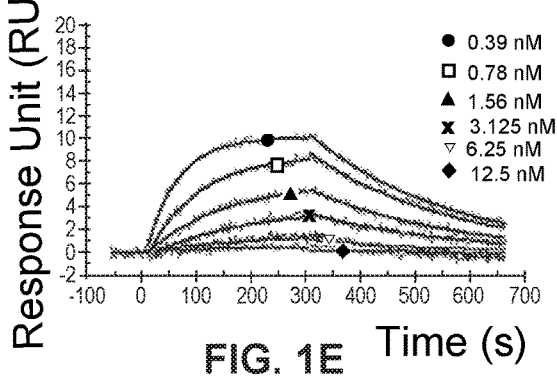 Response Unit (RU
20
18
16
14
12
10
8
6
4
2
0
-2
-100 0 100 200 300 400 500 600 700
0.39 nM
0.78 nM
1.56 nM
3.125 nM
6.25 nM
12.5 nM
Time (s)
FIG. 1E